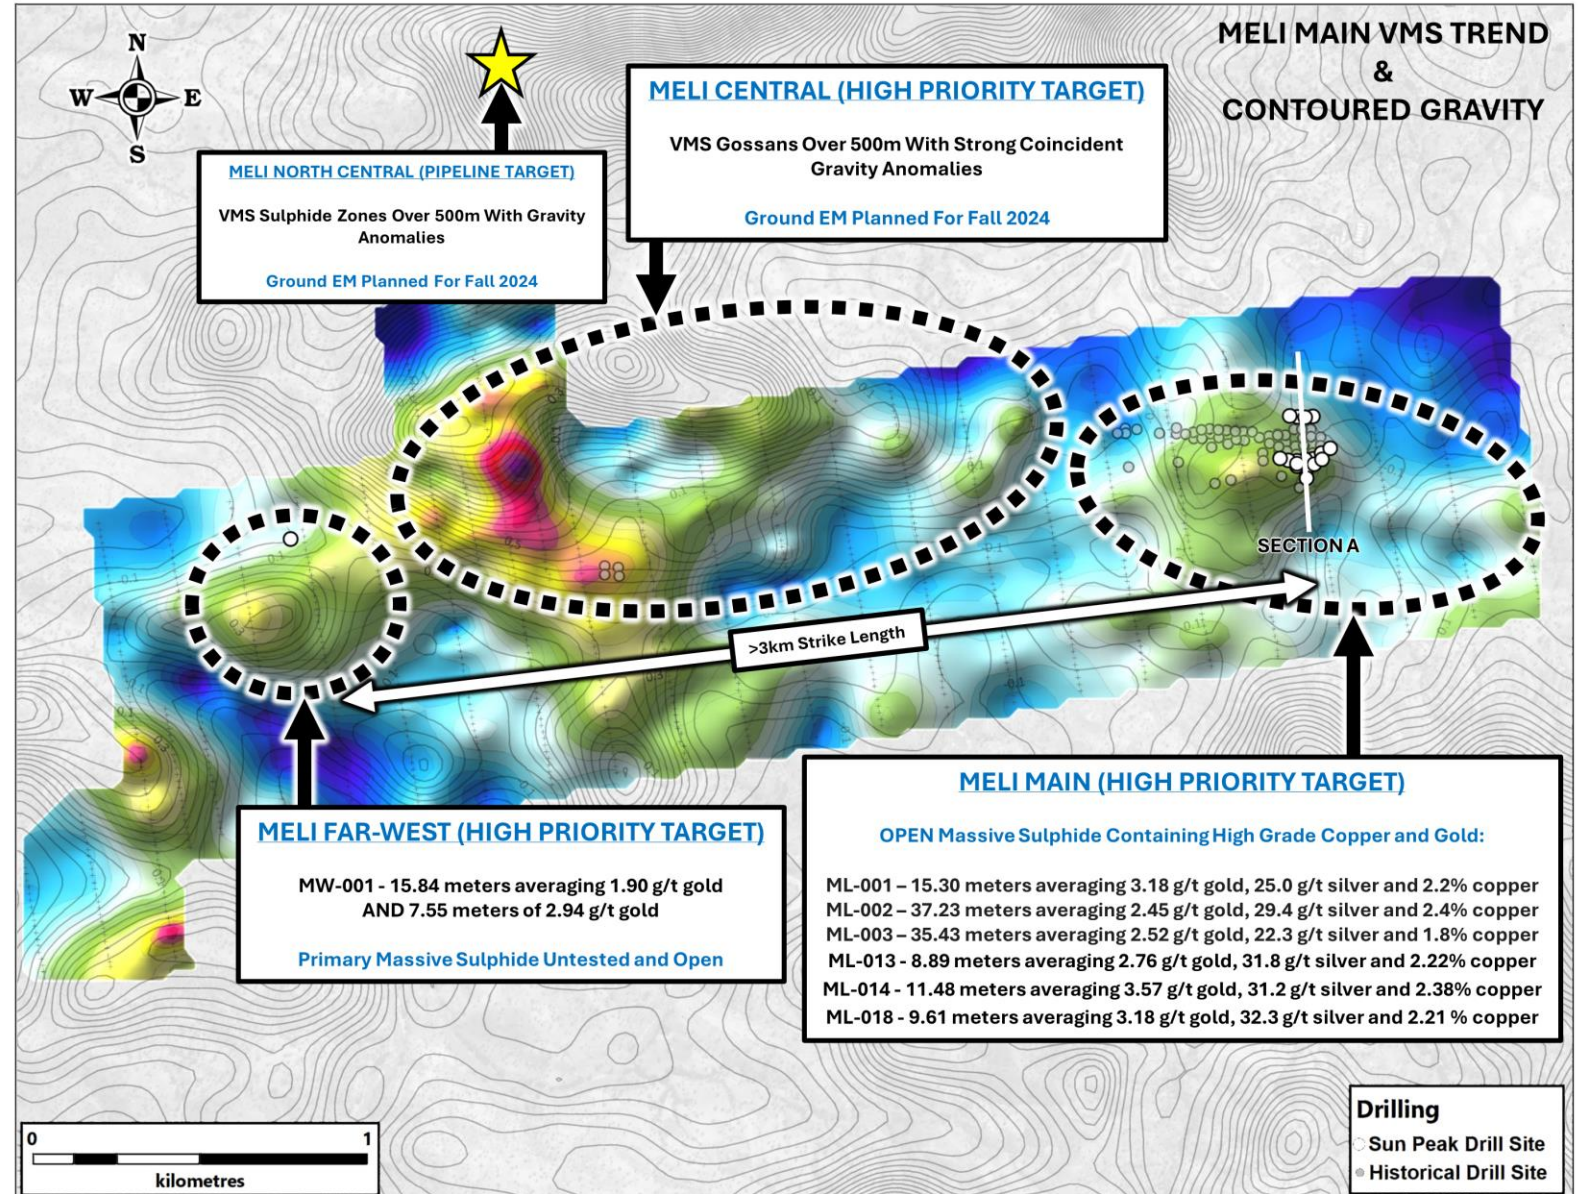 MELI MAIN VMS TREND
&
CONTOURED GRAVITY
N
W
E
S
MELI NORTH CENTRAL (PIPELINE TARGET)
VMS Sulphide Zones Over 500m With Gravity
Anomalies
Ground EM Planned For Fall 2024
MELI CENTRAL (HIGH PRIORITY TARGET)
VMS Gossans Over 500m With Strong Coincident
Gravity Anomalies
Ground EM Planned For Fall 2024
SECTION A
>3km Strike Length
MELI FAR-WEST (HIGH PRIORITY TARGET)
MW-001 - 15.84 meters averaging 1.90 g/t gold
AND 7.55 meters of 2.94 g/t gold
Primary Massive Sulphide Untested and Open
MELI MAIN (HIGH PRIORITY TARGET)
OPEN Massive Sulphide Containing High Grade Copper and Gold:
ML-001 – 15.30 meters averaging 3.18 g/t gold, 25.0 g/t silver and 2.2% copper
ML-002 – 37.23 meters averaging 2.45 g/t gold, 29.4 g/t silver and 2.4% copper
ML-003 – 35.43 meters averaging 2.52 g/t gold, 22.3 g/t silver and 1.8% copper
ML-013 - 8.89 meters averaging 2.76 g/t gold, 31.8 g/t silver and 2.22% copper
ML-014 - 11.48 meters averaging 3.57 g/t gold, 31.2 g/t silver and 2.38% copper
ML-018 - 9.61 meters averaging 3.18 g/t gold, 32.3 g/t silver and 2.21 % copper
0 1
kilometres
Drilling
Sun Peak Drill Site
Historical Drill Site